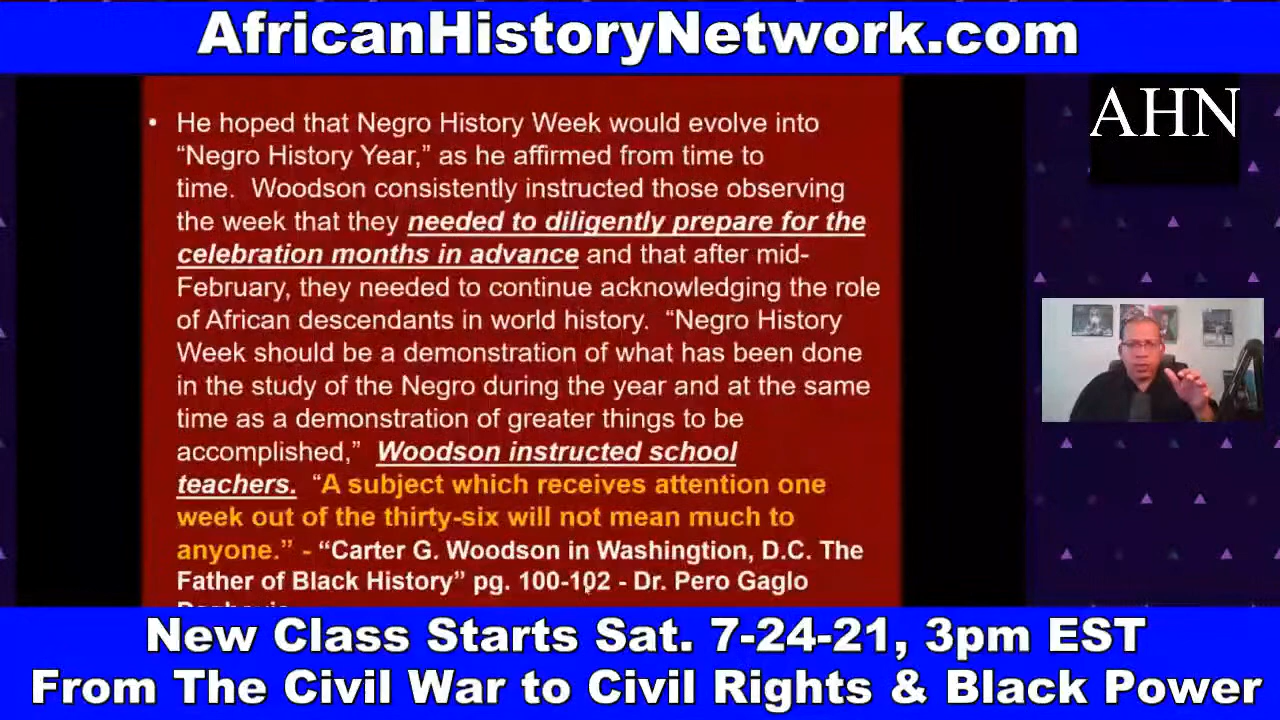 AfricanHistoryNetwork.com
AHN
• He hoped that Negro History Week would evolve into
“Negro History Year,” as he affirmed from time to
time. Woodson consistently instructed those observing
the week that they needed to diligently prepare for the
celebration months in advance and that after mid-
February, they needed to continue acknowledging the role
of African descendants in world history. “Negro History
Week should be a demonstration of what has been done
in the study of the Negro during the year and at the same
time as a demonstration of greater things to be
accomplished,” Woodson instructed school
teachers. “A subject which receives attention one
week out of the thirty-six will not mean much to
anyone.” - “Carter G. Woodson in Washingtion, D.C. The
Father of Black History” pg. 100-102 - Dr. Pero Gaglo
New Class Starts Sat. 7-24-21, 3pm EST
From The Civil War to Civil Rights & Black Power